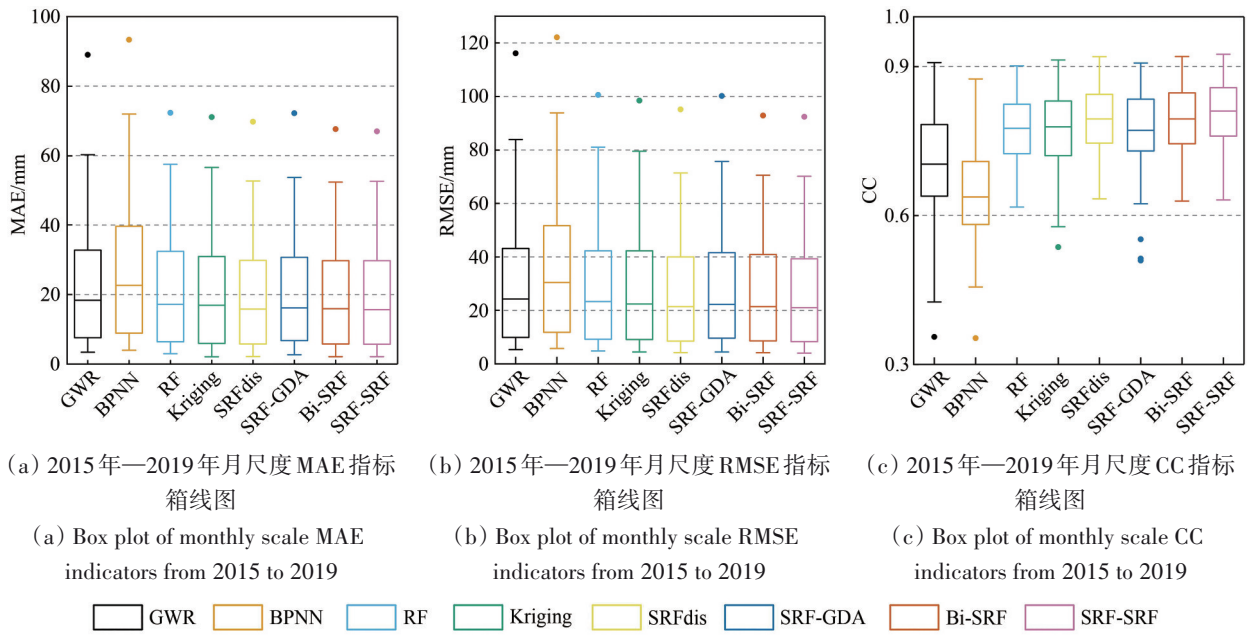 100
80
60
40
20
0
MAE/mm
GWR
BPNN
RF
Kriging
SRFdis
SRF-GDA
Bi-SRF
SRF-SRF
120
100
80
60
40
20
0
RMSE/mm
GWR
BPNN
RF
Kriging
SRFdis
SRF-GDA
Bi-SRF
SRF-SRF
1.0
0.9
0.6
0.3
CC
GWR
BPNN
RF
Kriging
SRFdis
SRF-GDA
Bi-SRF
SRF-SRF
(a) 2015年—2019年月尺度MAE指标
箱线图
(a) Box plot of monthly scale MAE
indicators from 2015 to 2019
(b) 2015年—2019年月尺度RMSE指标
箱线图
(b) Box plot of monthly scale RMSE
indicators from 2015 to 2019
(c) 2015年—2019年月尺度CC指标
箱线图
(c) Box plot of monthly scale CC
indicators from 2015 to 2019
GWR BPNN RF Kriging SRFdis SRF-GDA Bi-SRF SRF-SRF